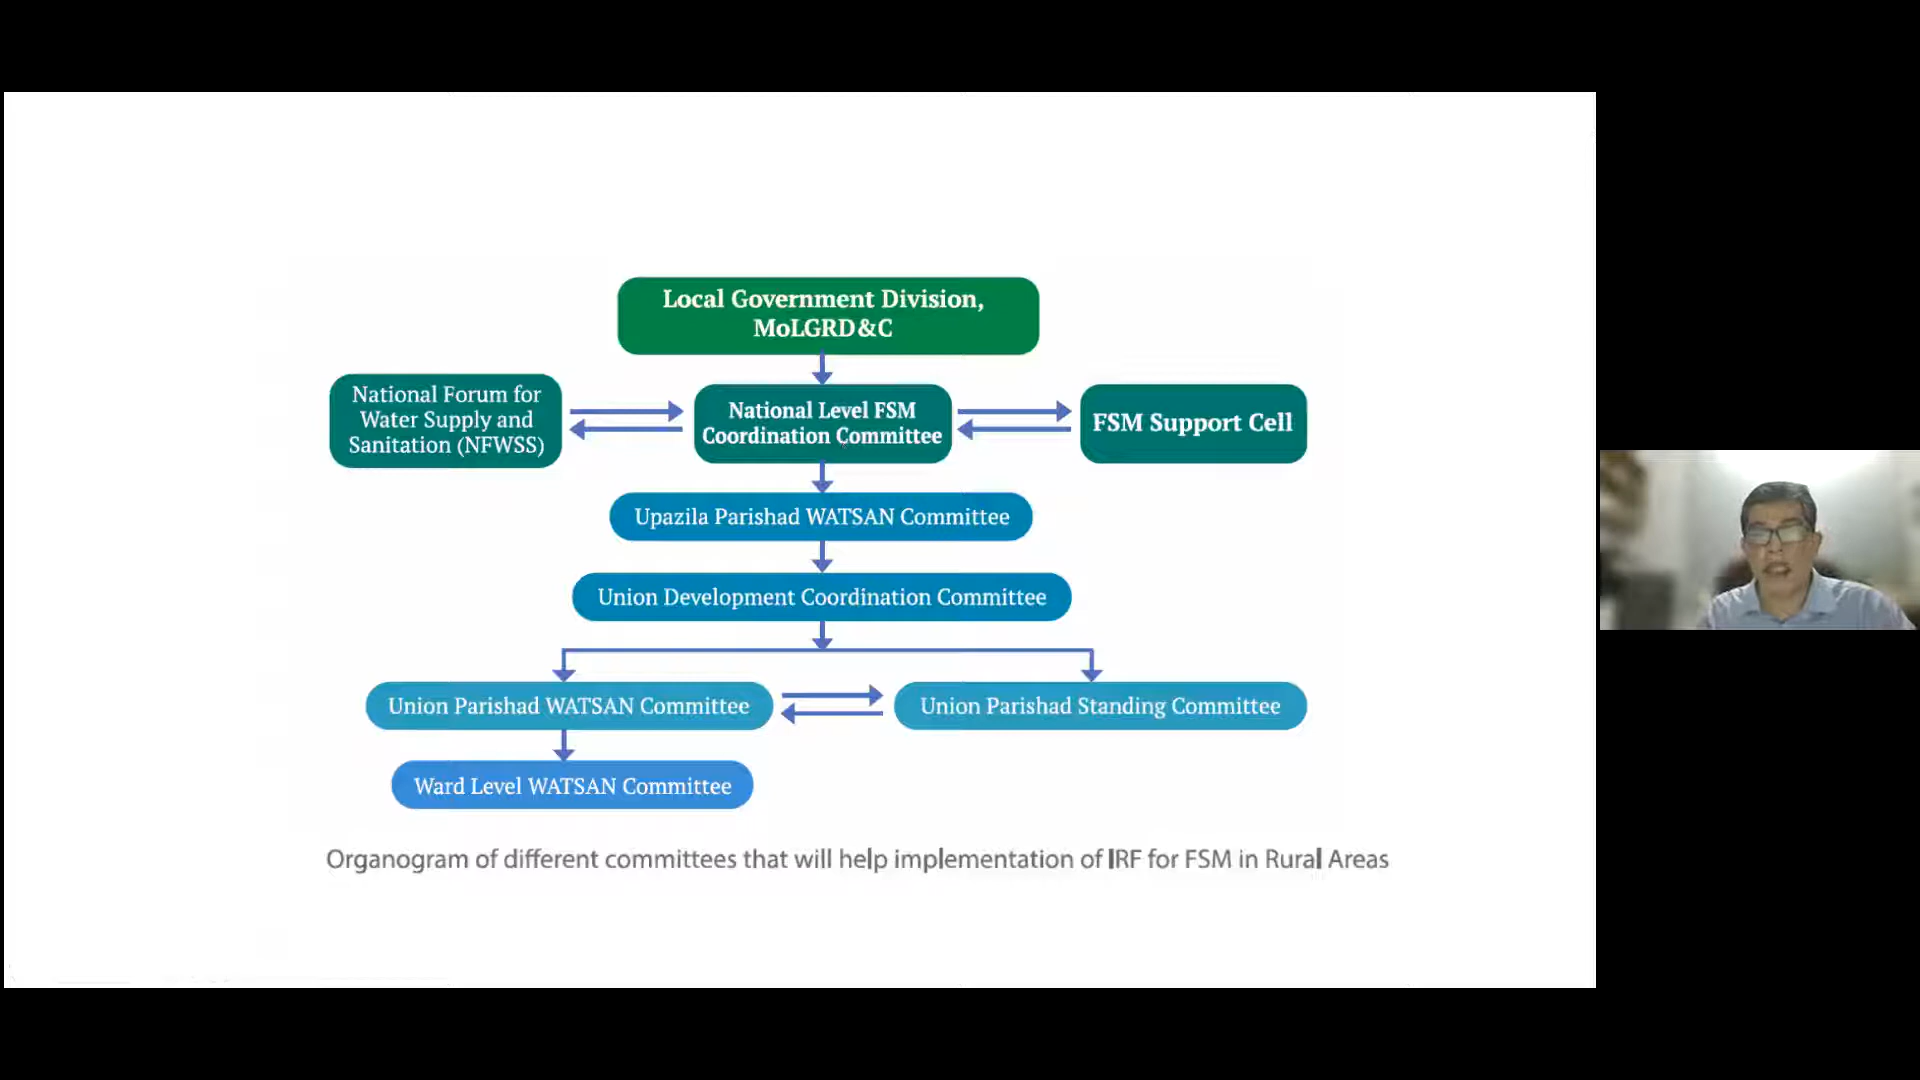 Local Government Division,
MoLGRD&C
National Forum for
Water Supply and
Sanitation (NFWSS)
National Level FSM
Coordination Committee
FSM Support Cell
Upazila Parishad WATSAN Committee
Union Development Coordination Committee
Union Parishad WATSAN Committee
Union Parishad Standing Committee
Ward Level WATSAN Committee
Organogram of different committees that will help implementation of IRF for FSM in Rural Areas